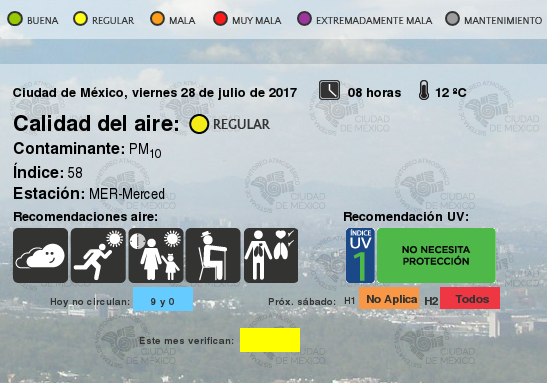 BUENA REGULAR MALA MUY MALA EXTREMADAMENTE MALA MANTENIMIENTO
Ciudad de México, viernes 28 de julio de 2017 08 horas 12 ºC
Calidad del aire: REGULAR
Contaminante: PM10
Índice: 58
Estación: MER-Merced
Recomendaciones aire: Recomendación UV:
ÍNDICE UV 1 NO NECESITA PROTECCIÓN
Hoy no circulan: 9 y 0 Próx. sábado: H1 No Aplica H2 Todos
Este mes verifican:
CIUDAD DE MÉXICO